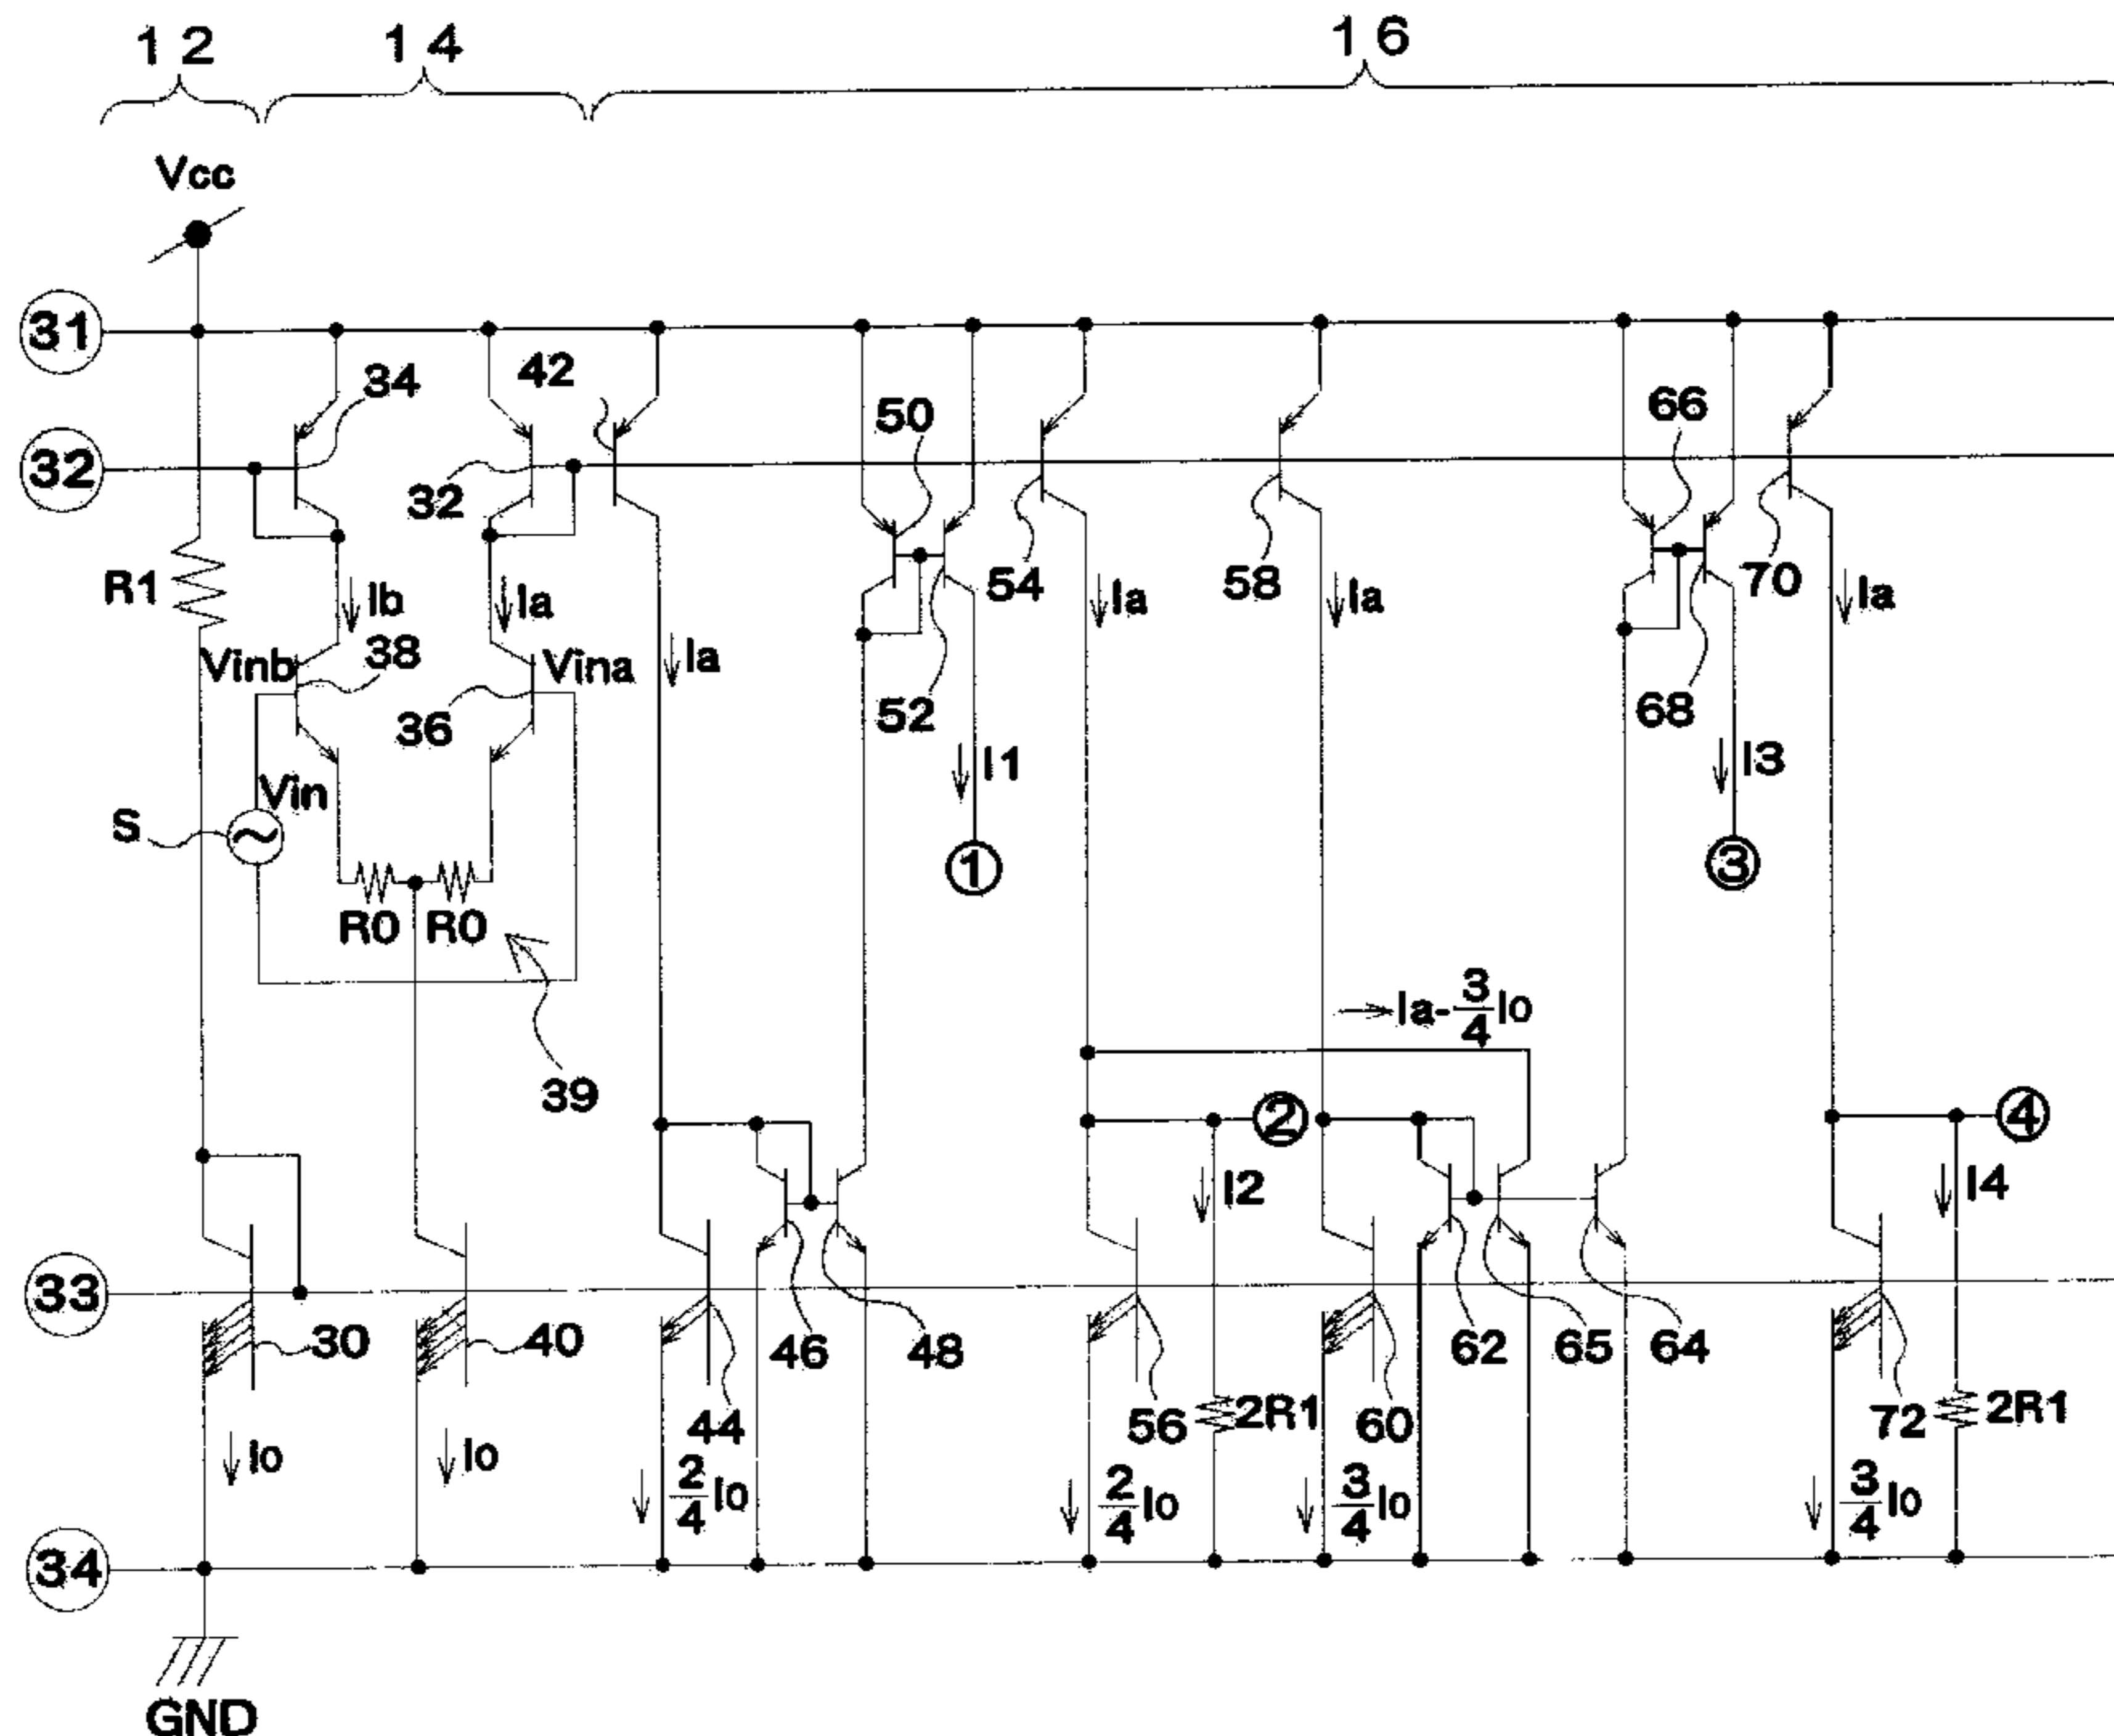 12 14 16
Vcc
31
34 42
50 66
32
32 54 58 70
R1 Ib Ia Ia Ia Ia Ia
Vinb 38 Vina
36 52 68
Vin I1 I3
S
1 3
R0 R0
Ia-3/4Io
39
2 4
I2 I4
33
30 40 46 48 62 65 64
44 56 2R1 60 72 2R1
Io Io 2/4Io 2/4Io 3/4Io 3/4Io
34
GND